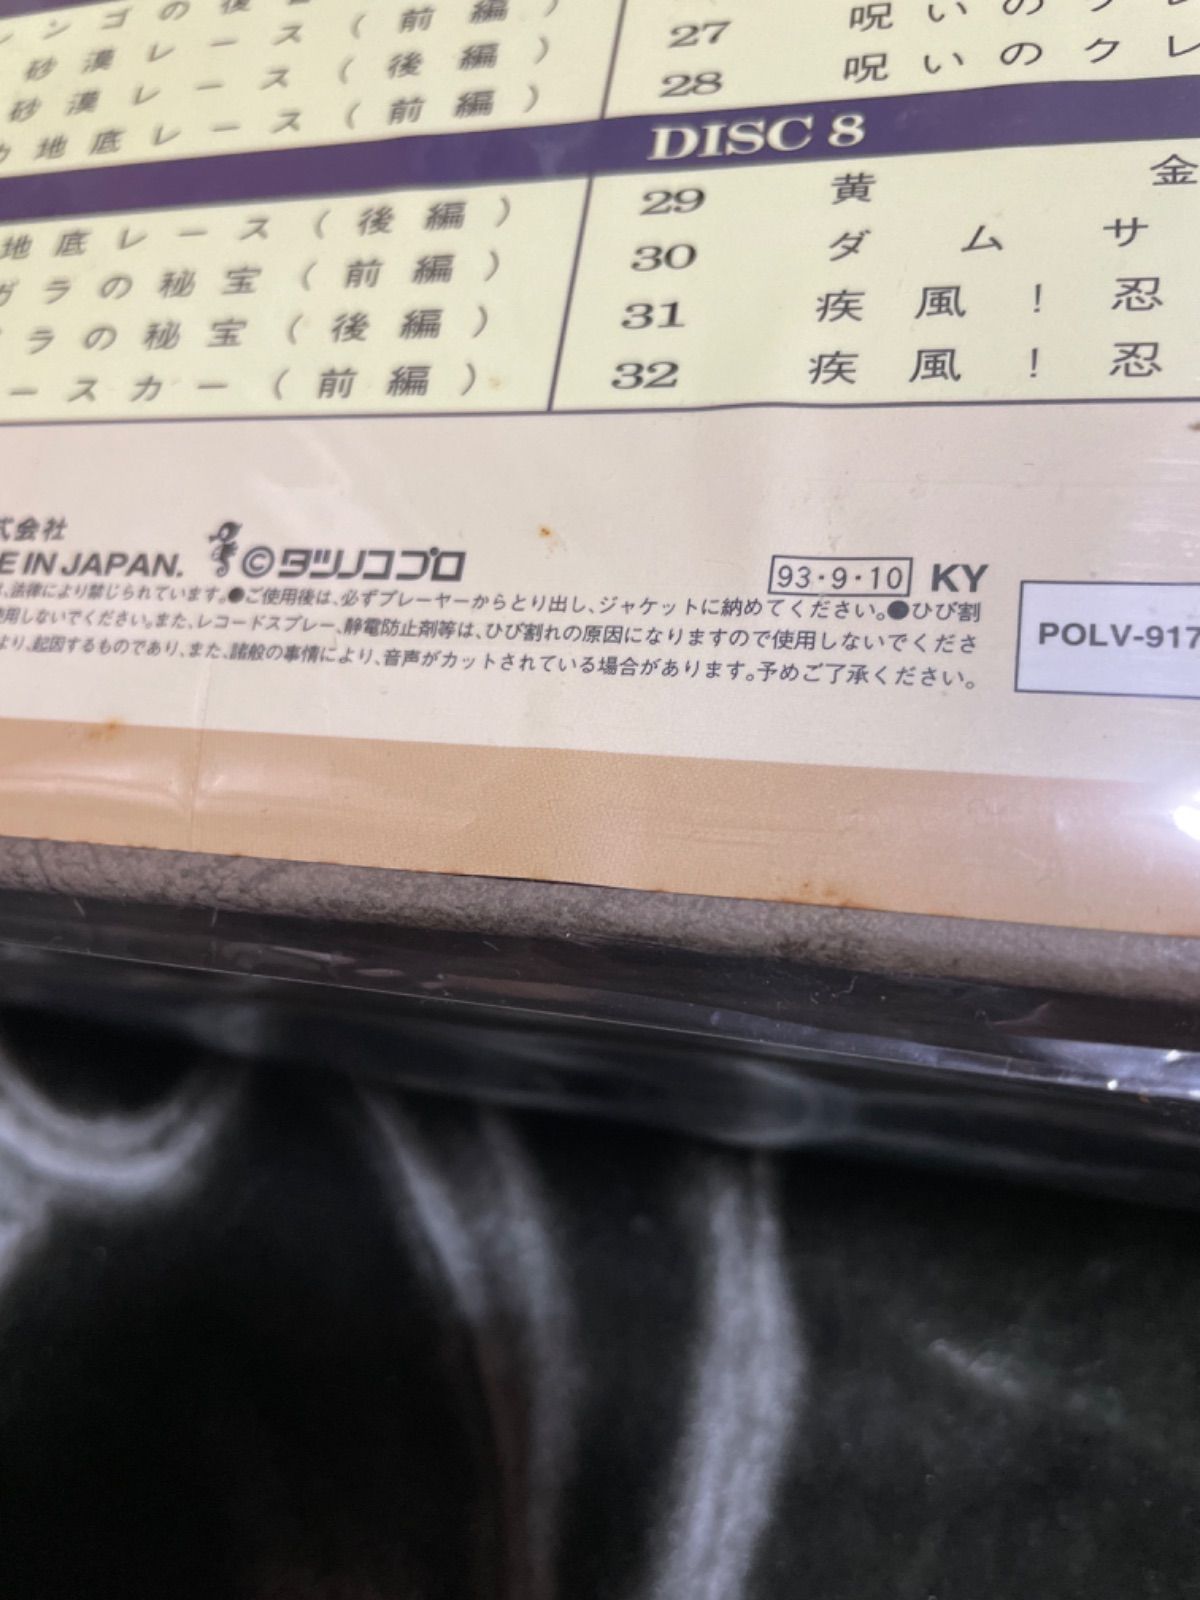 ンゴの後
砂漠レース(前編)
砂漠レース(後編)
地底レース(前編)
地底レース(後編)
ガラの秘宝(前編)
ラの秘宝(後編)
ースカー(前編)
27 呪いのク
28 呪いのクレ
DISC 8
29 黄 金
30 ダムサ
31 疾風!忍
32 疾風!忍
式会社
E IN JAPAN. ©タツノコプロ
93・9・10 KY
、法律により禁じられています。●ご使用後は、必ずプレーヤーからとり出し、ジャケットに納めてください。●ひび割
使用しないでください。また、レコードスプレー、静電防止剤等は、ひび割れの原因になりますので使用しないでくださ
より、起因するものであり、また、諸般の事情により、音声がカットされている場合があります。予めご了承ください。
POLV-917